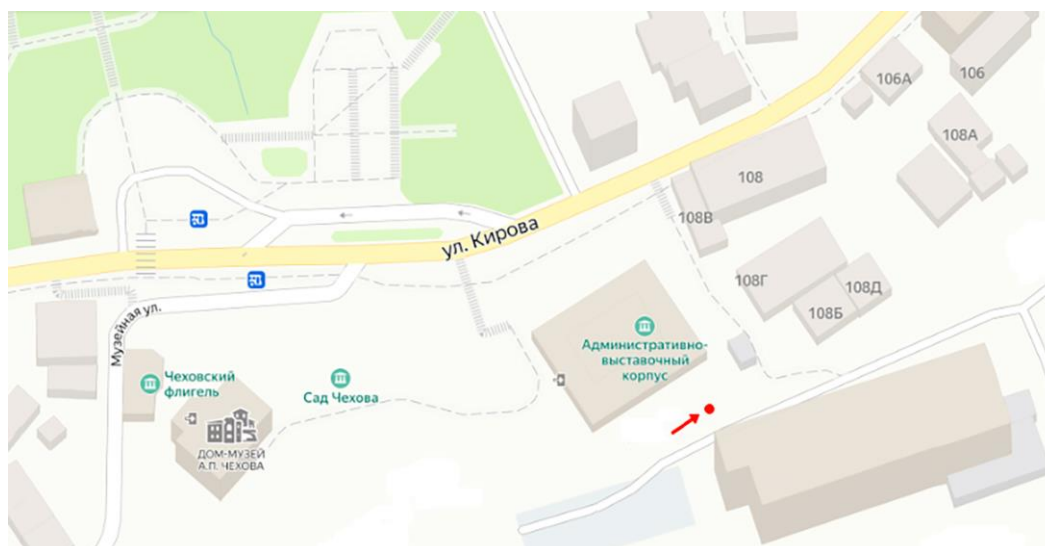 106А
106
108А
108
108В
ул. Кирова
108Г
108Д
108Б
Музейная ул.
Административно-
выставочный
корпус
Чеховский
флигель
Сад Чехова
ДОМ-МУЗЕЙ
А.П. ЧЕХОВА